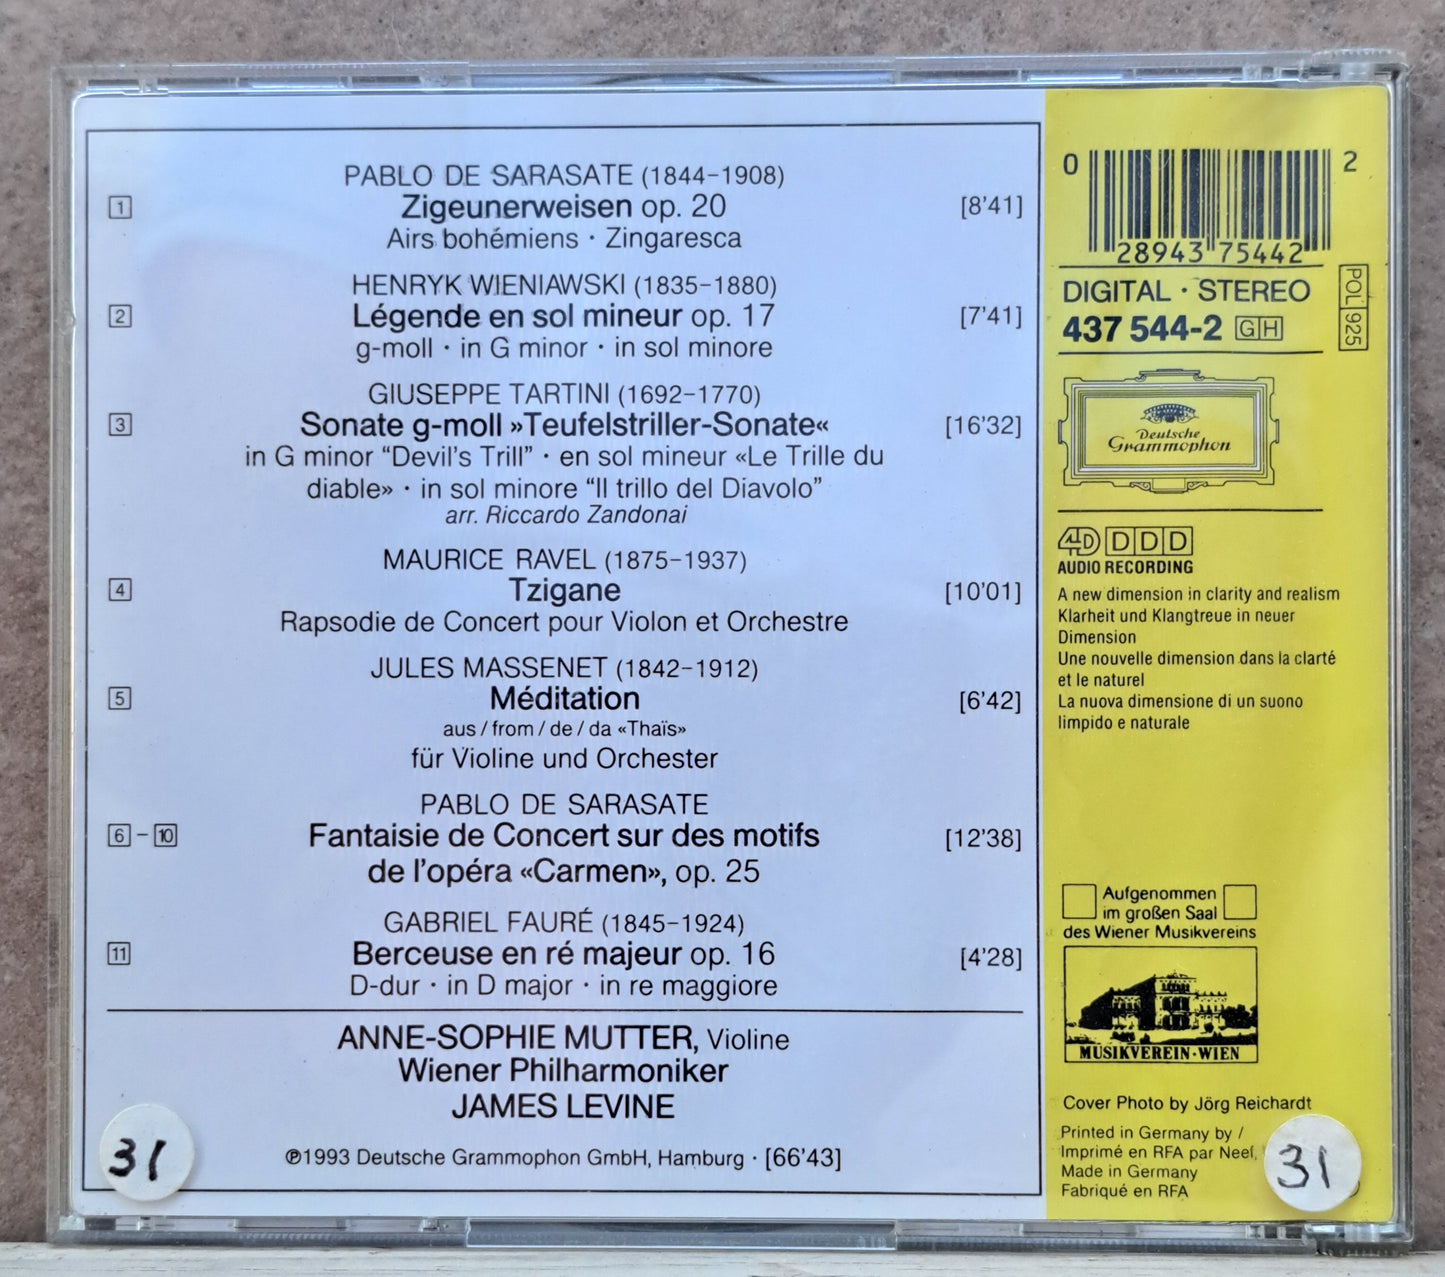 PABLO DE SARASATE (1844-1908)
1 Zigeunerweisen op. 20 [8'41]
Airs bohémiens · Zingaresca
HENRYK WIENIAWSKI (1835-1880)
2 Légende en sol mineur op. 17 [7'41]
g-moll · in G minor · in sol minore
GIUSEPPE TARTINI (1692-1770)
3 Sonate g-moll »Teufelstriller-Sonate« [16'32]
in G minor “Devil's Trill” · en sol mineur «Le Trille du
diable» · in sol minore “Il trillo del Diavolo”
arr. Riccardo Zandonai
MAURICE RAVEL (1875-1937)
4 Tzigane [10'01]
Rapsodie de Concert pour Violon et Orchestre
JULES MASSENET (1842-1912)
5 Méditation [6'42]
aus / from / de / da «Thaïs»
für Violine und Orchester
PABLO DE SARASATE
6 - 10 Fantaisie de Concert sur des motifs [12'38]
de l'opéra «Carmen», op. 25
GABRIEL FAURÉ (1845-1924)
11 Berceuse en ré majeur op. 16 [4'28]
D-dur · in D major · in re maggiore
ANNE-SOPHIE MUTTER, Violine
Wiener Philharmoniker
JAMES LEVINE
℗1993 Deutsche Grammophon GmbH, Hamburg · [66'43]
31
0 28943 75442 2
DIGITAL · STEREO
437 544-2 GH
POL 925
Deutsche
Grammophon
4D DDD
AUDIO RECORDING
A new dimension in clarity and realism
Klarheit und Klangtreue in neuer
Dimension
Une nouvelle dimension dans la clarté
et le naturel
La nuova dimensione di un suono
limpido e naturale
Aufgenommen
im großen Saal
des Wiener Musikvereins
MUSIKVEREIN·WIEN
Cover Photo by Jörg Reichardt
Printed in Germany by /
Imprimé en RFA par Neef,
Made in Germany
Fabriqué en RFA
31